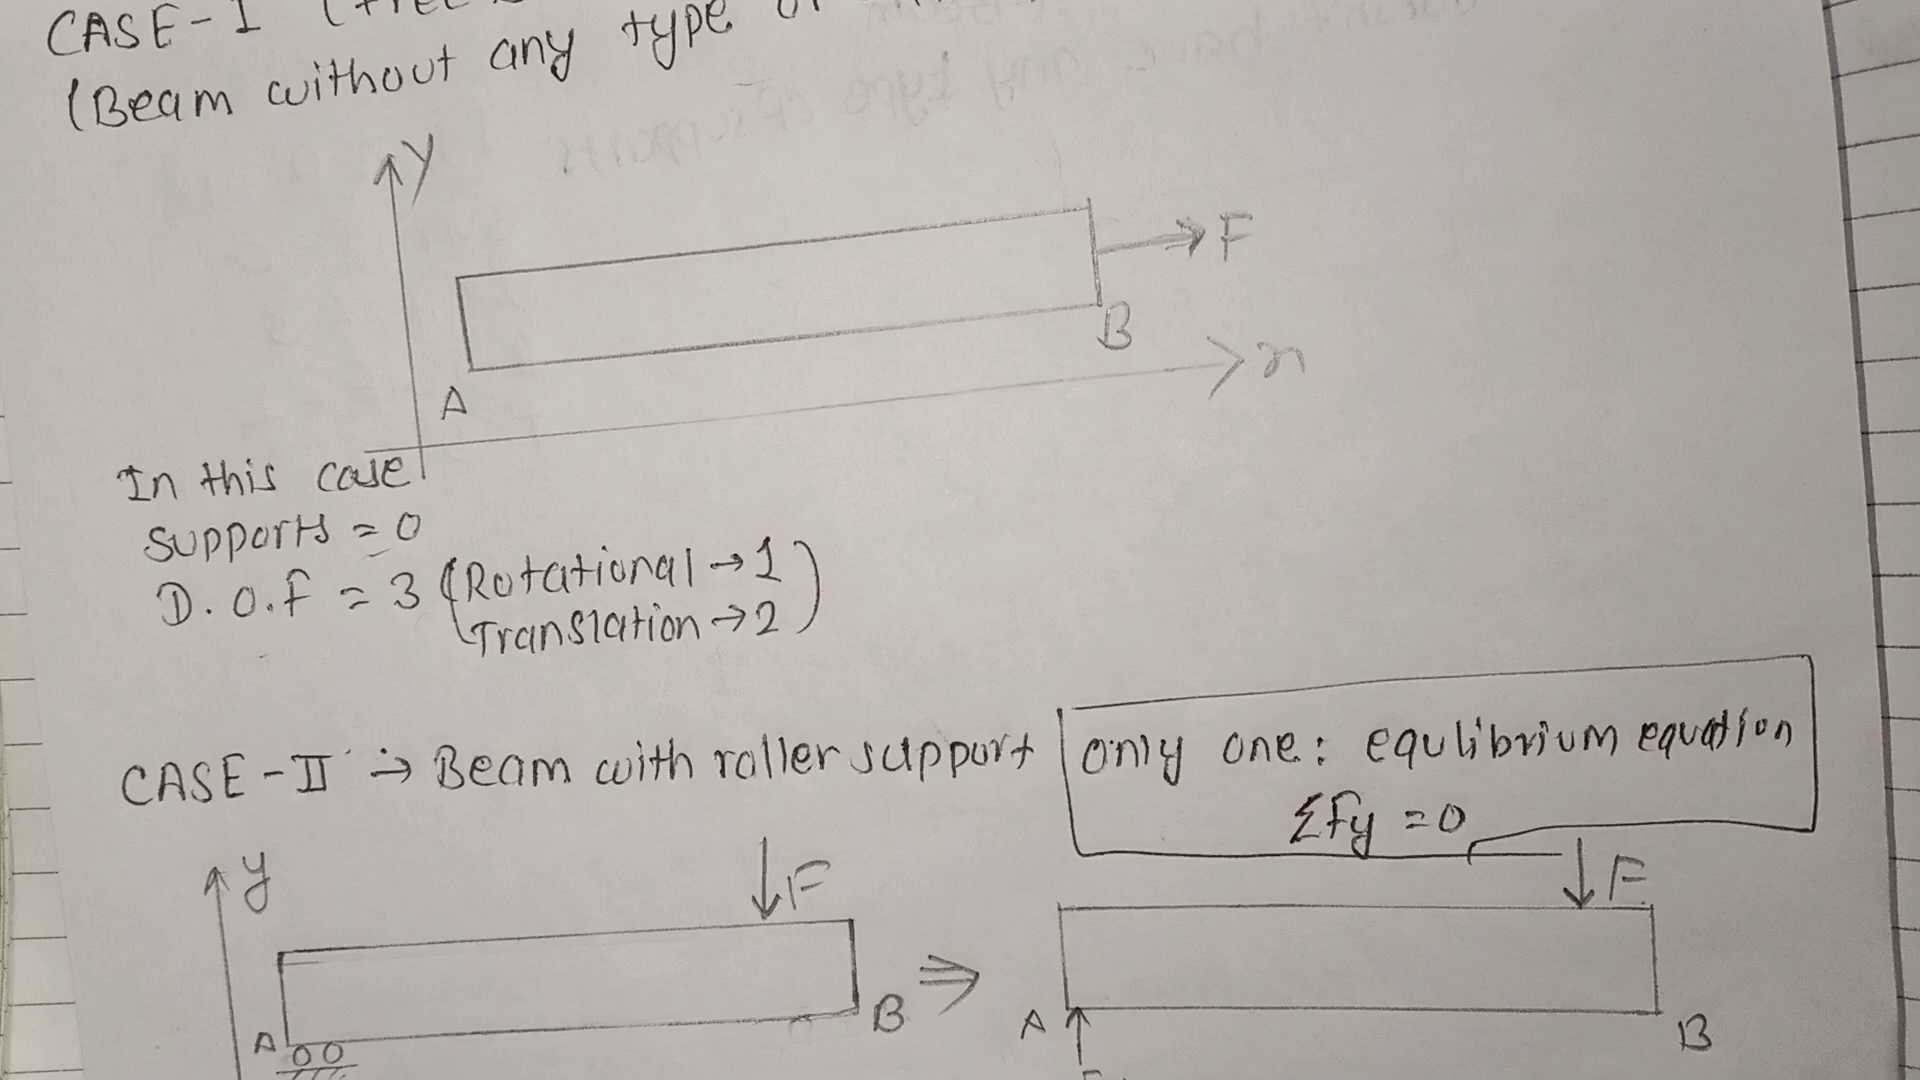 CASE-I
(Beam without any type
y
F
B
x
A
In this case
supports = 0
D.O.F = 3 (Rotational → 1
Translation → 2)
CASE-II → Beam with roller support
only one: equlibrium equation
Σfy = 0
y
F
F
A
B
⇒
A
B